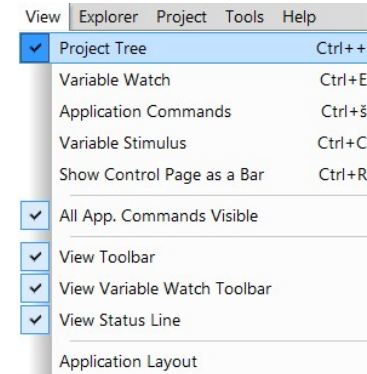 View Explorer Project Tools Help
Project Tree Ctrl++
Variable Watch Ctrl+E
Application Commands Ctrl+š
Variable Stimulus Ctrl+C
Show Control Page as a Bar Ctrl+R
All App. Commands Visible
View Toolbar
View Variable Watch Toolbar
View Status Line
Application Layout